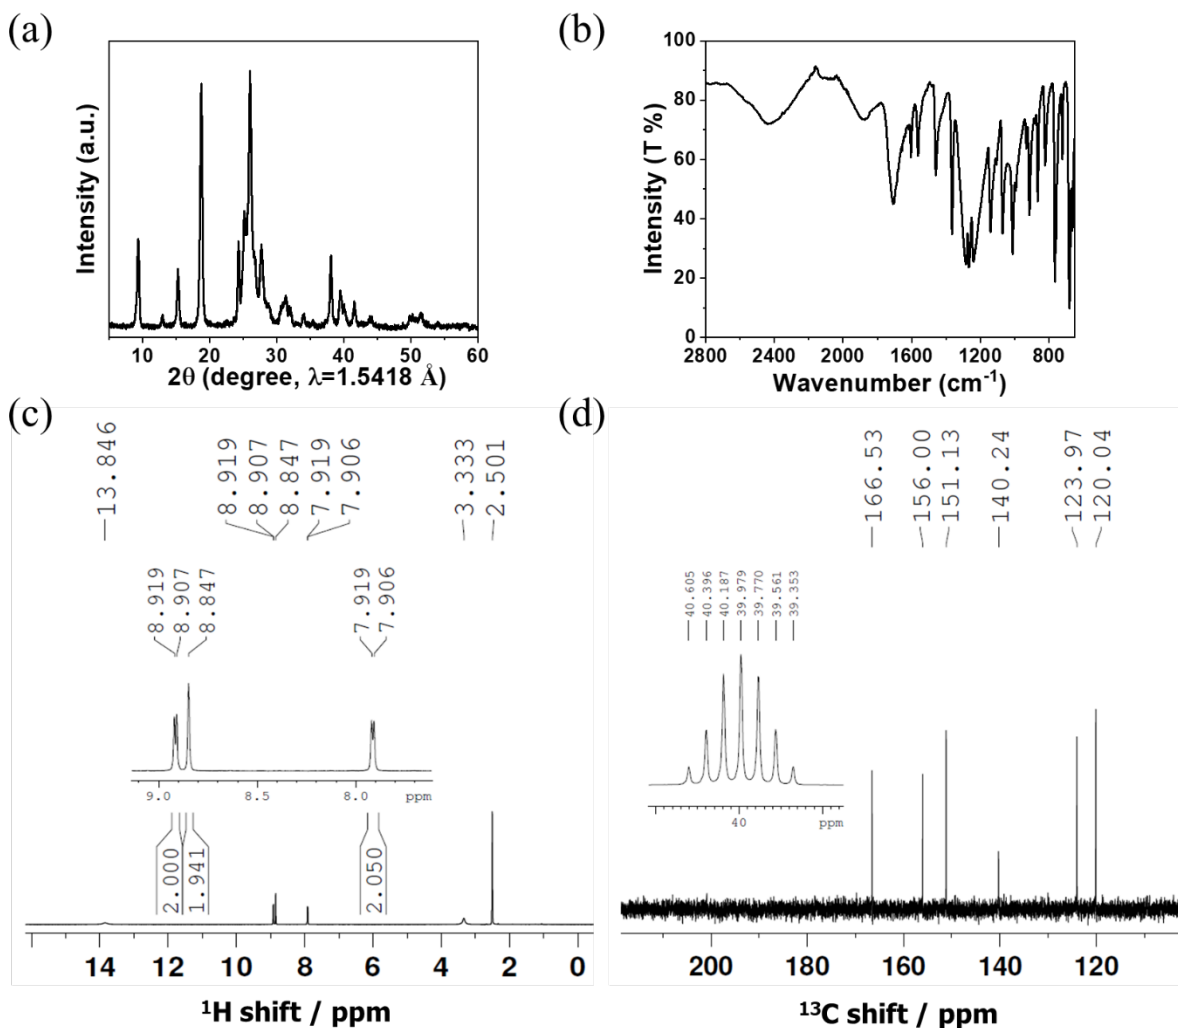 (a)
Intensity (a.u.)
10 20 30 40 50 60
2θ (degree, λ=1.5418 Å)
(b)
Intensity (T %)
100
80
60
40
20
0
2800 2400 2000 1600 1200 800
Wavenumber (cm⁻¹)
(c)
13.846
8.919
8.907
8.847
7.919
7.906
3.333
2.501
8.919
8.907
8.847
7.919
7.906
9.0 8.5 8.0 ppm
2.000
1.941
2.050
14 12 10 8 6 4 2 0
¹H shift / ppm
(d)
166.53
156.00
151.13
140.24
123.97
120.04
40.605
40.396
40.187
39.979
39.770
39.561
39.353
40 ppm
200 180 160 140 120
¹³C shift / ppm